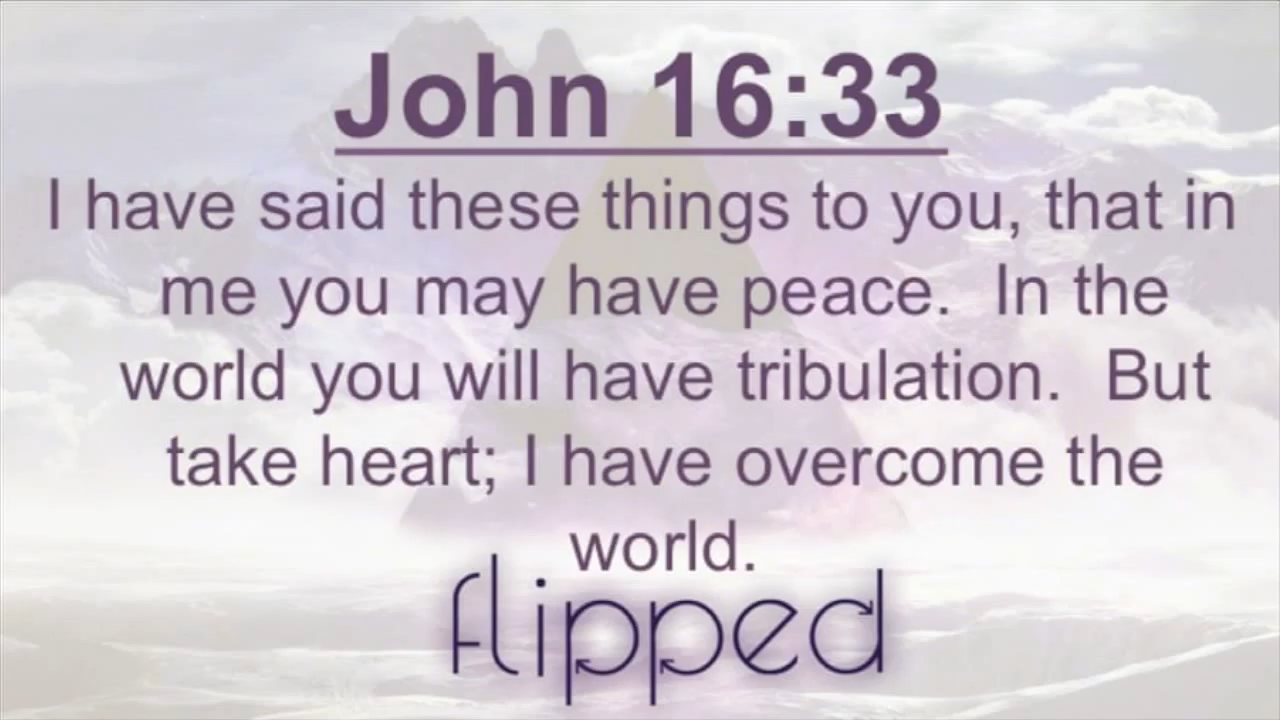 John 16:33
I have said these things to you, that in
me you may have peace.  In the
world you will have tribulation.  But
take heart; I have overcome the
world.
flipped